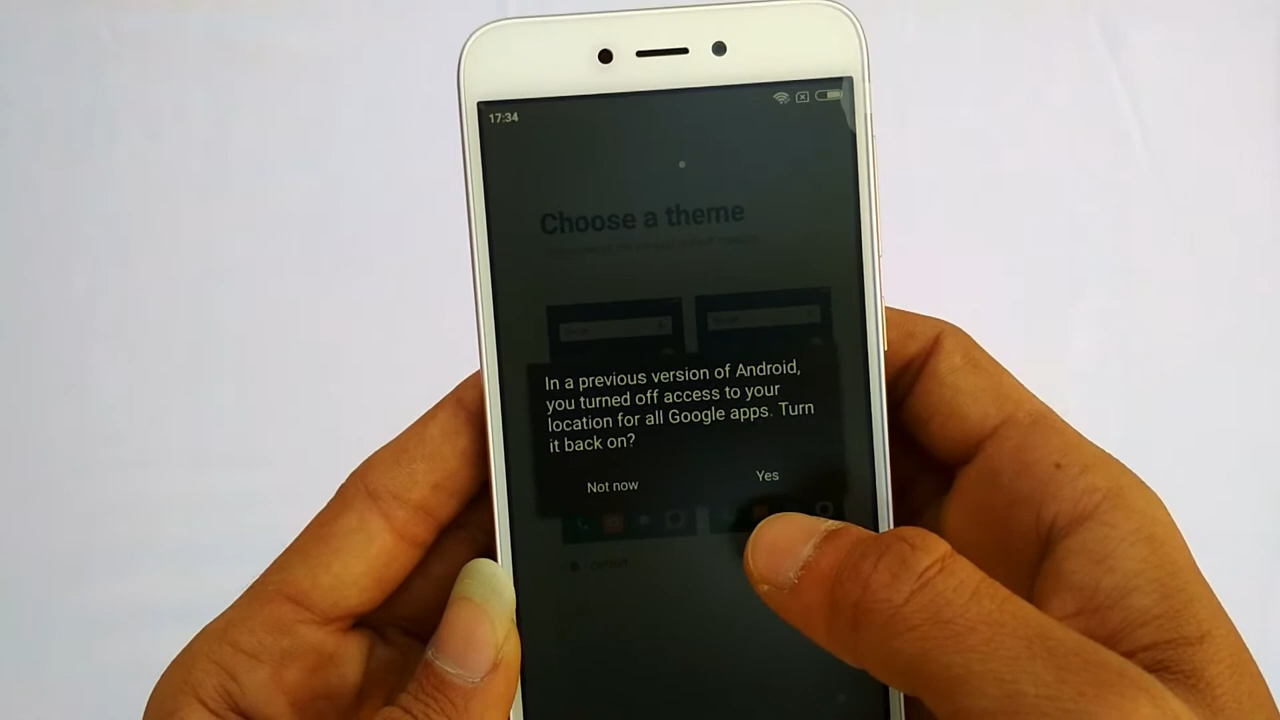 17:34
Choose a theme
In a previous version of Android,
you turned off access to your
location for all Google apps. Turn
it back on?
Not now
Yes